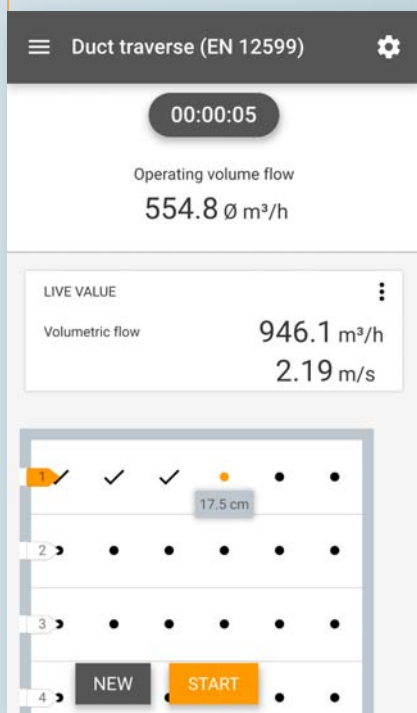 Duct traverse (EN 12599)
00:00:05
Operating volume flow
554.8 Ø m³/h
LIVE VALUE
Volumetric flow 946.1 m³/h
2.19 m/s
1
17.5 cm
2
3
4
NEW START